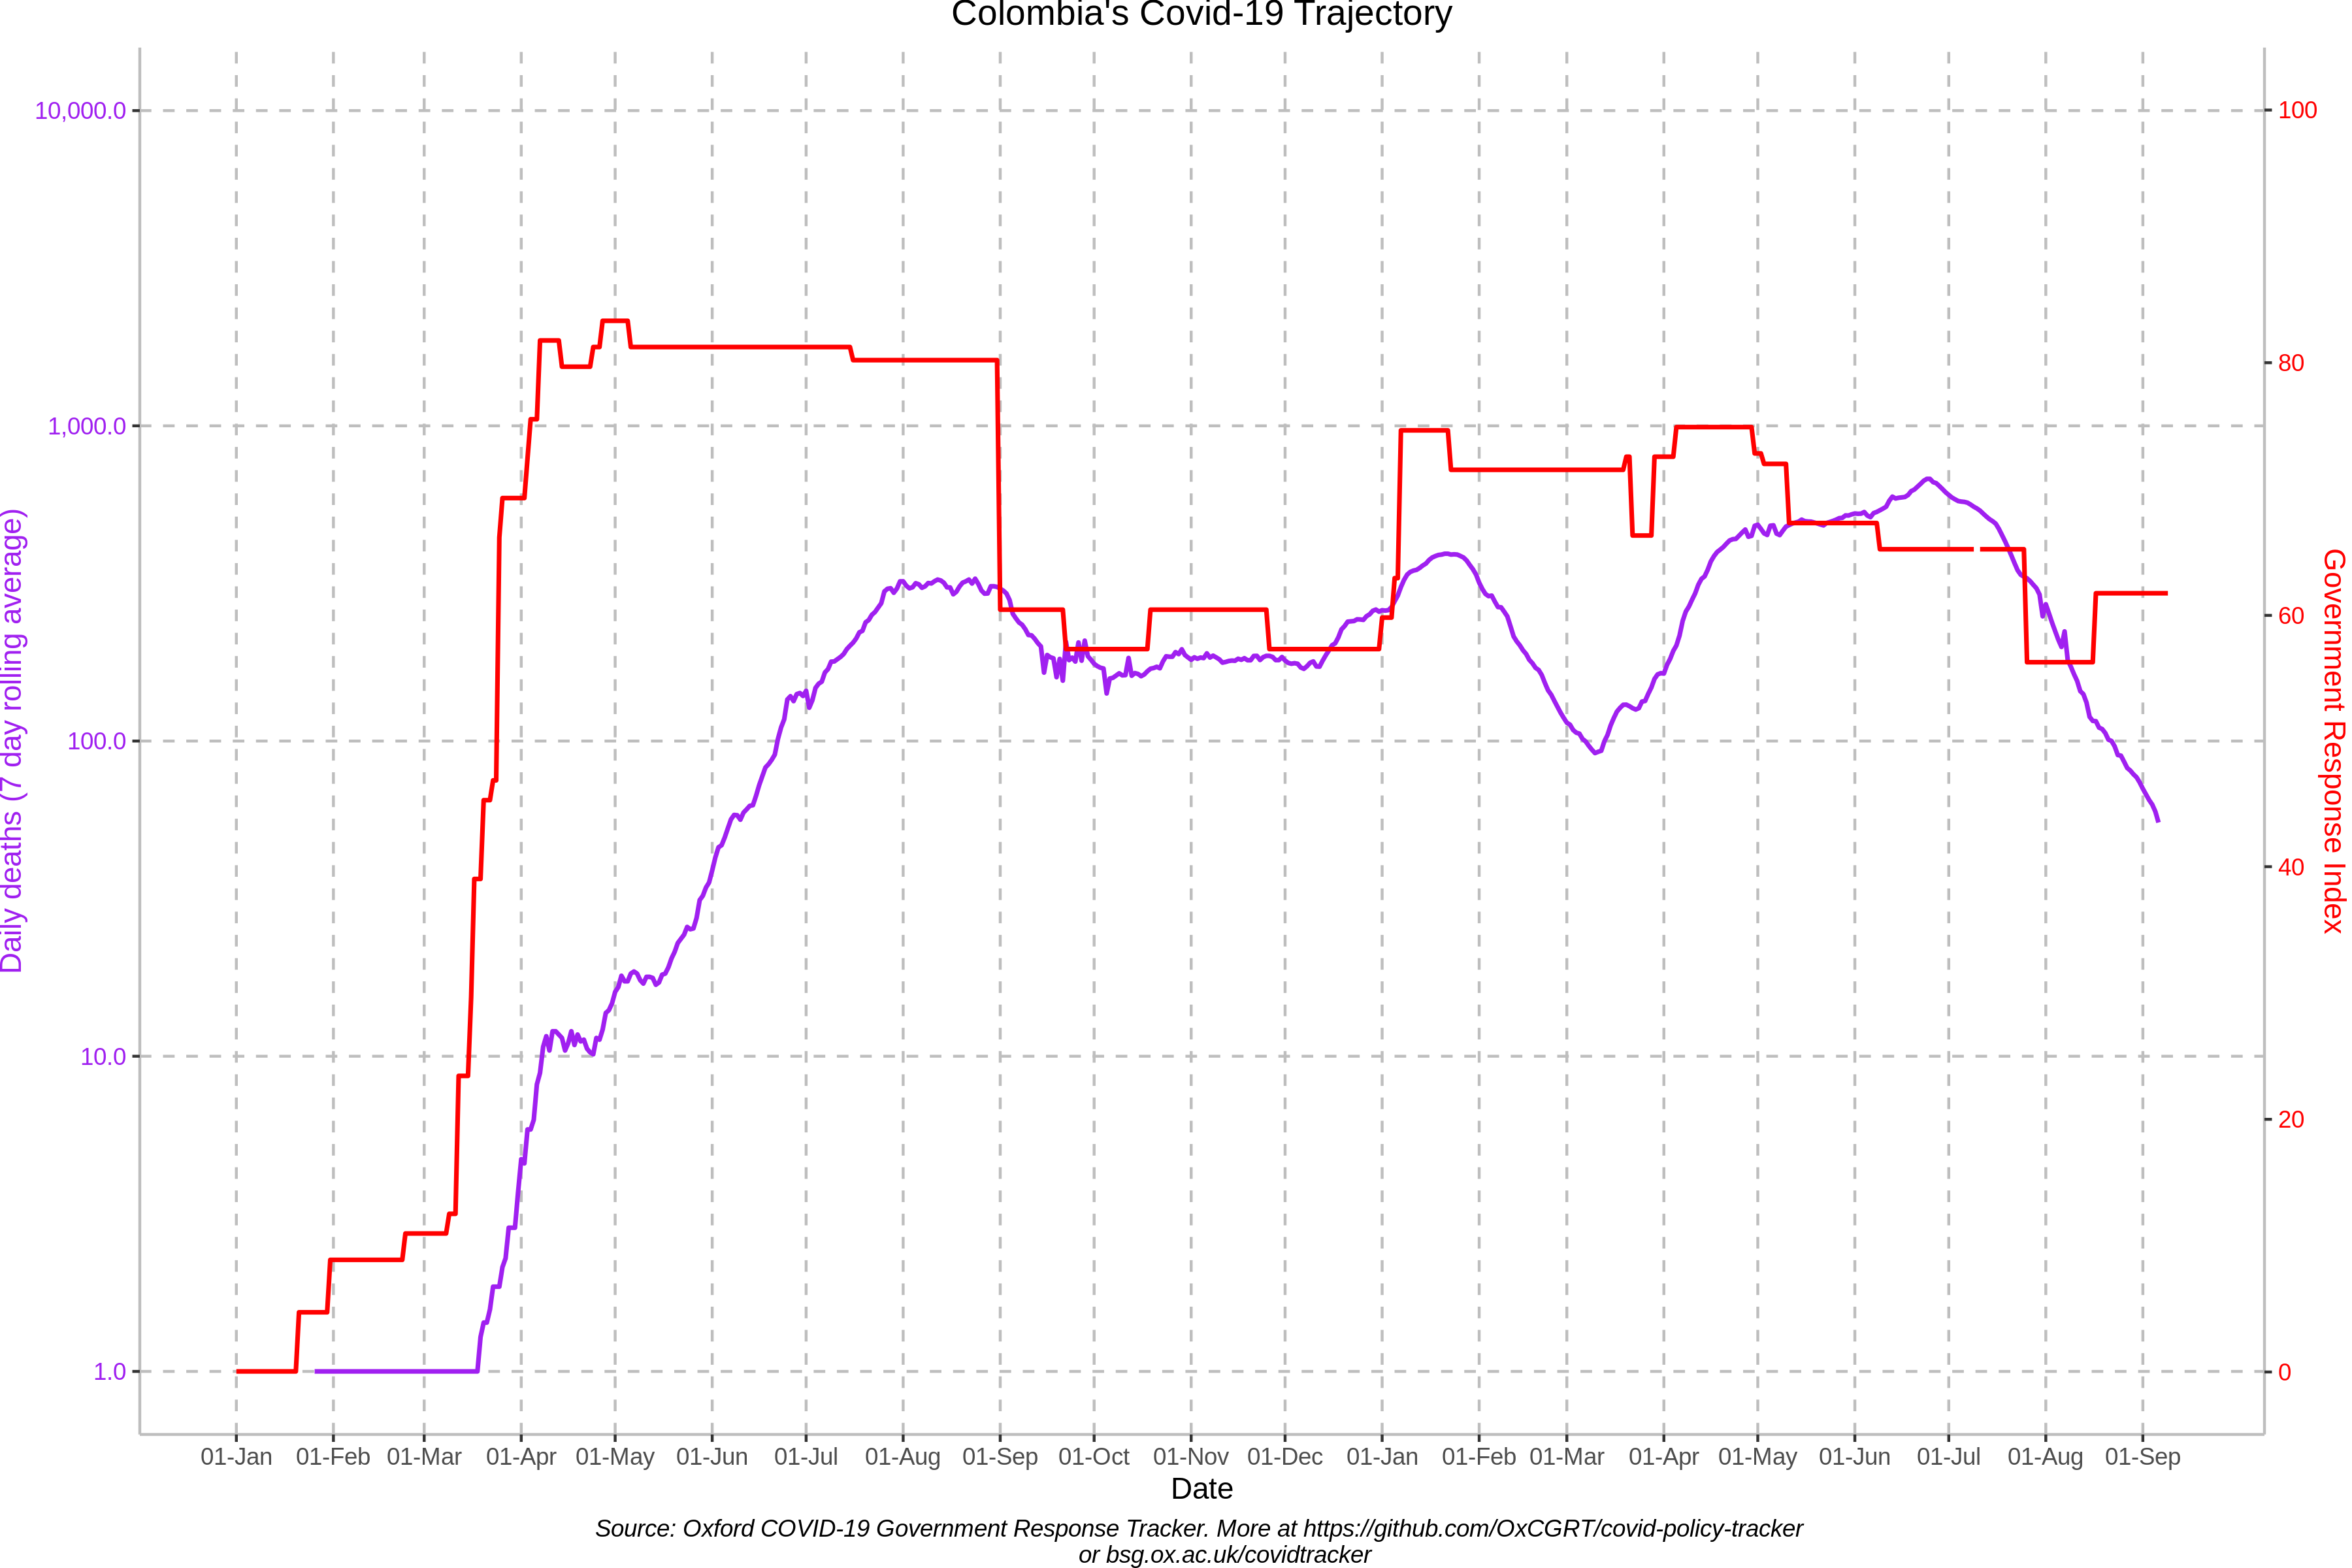 Colombia's Covid-19 Trajectory
10,000.0
1,000.0
100.0
10.0
1.0
Daily deaths (7 day rolling average)
100
80
60
40
20
0
Government Response Index
01-Jan 01-Feb 01-Mar 01-Apr 01-May 01-Jun 01-Jul 01-Aug 01-Sep 01-Oct 01-Nov 01-Dec 01-Jan 01-Feb 01-Mar 01-Apr 01-May 01-Jun 01-Jul 01-Aug 01-Sep
Date
Source: Oxford COVID-19 Government Response Tracker. More at https://github.com/OxCGRT/covid-policy-tracker
or bsg.ox.ac.uk/covidtracker